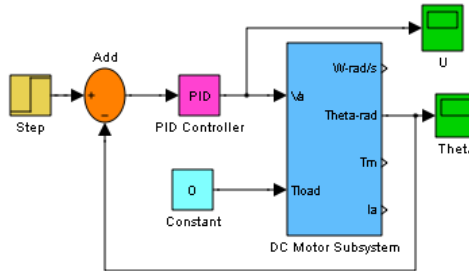 Add
U
Step
+
−
PID
PID Controller
Va
W-rad/s
Theta-rad
Tm
Ia
Tload
Theta
0
Constant
DC Motor Subsystem